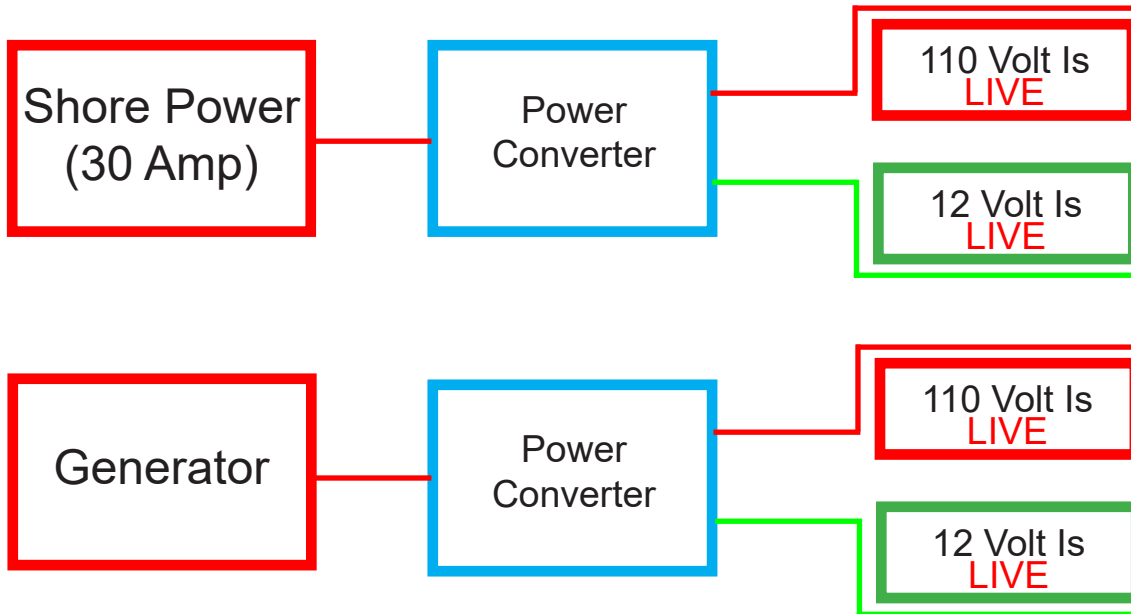 Shore Power
(30 Amp)
Power
Converter
110 Volt Is
LIVE
12 Volt Is
LIVE
Generator
Power
Converter
110 Volt Is
LIVE
12 Volt Is
LIVE